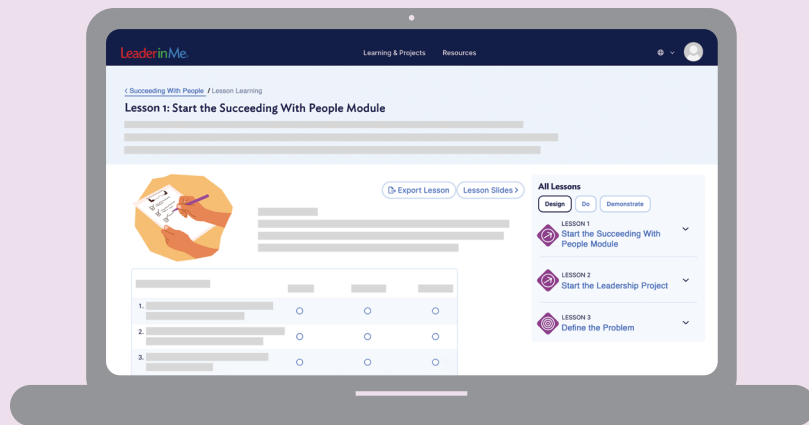 LeaderinMe
Learning & Projects
Resources
< Succeeding With People / Lesson Learning
Lesson 1: Start the Succeeding With People Module
Export Lesson
Lesson Slides >
1.
2.
3.
All Lessons
Design
Do
Demonstrate
LESSON 1
Start the Succeeding With
People Module
LESSON 2
Start the Leadership Project
LESSON 3
Define the Problem